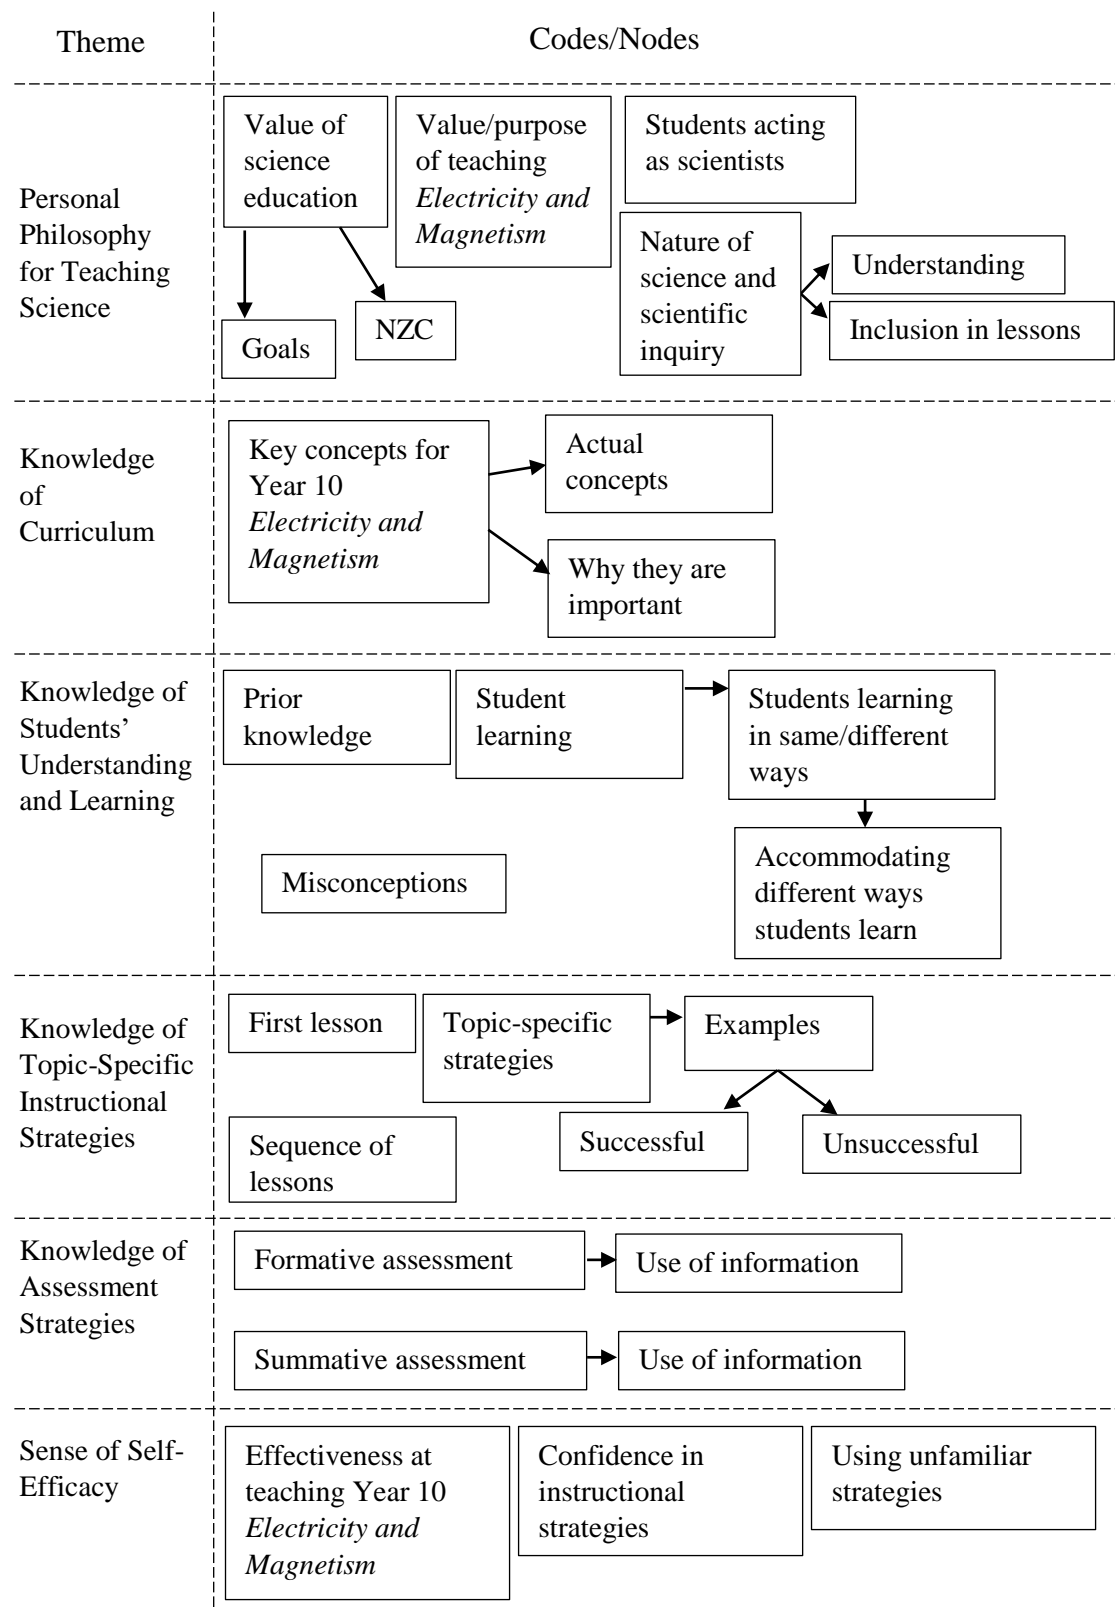 Theme
Codes/Nodes
Personal
Philosophy
for Teaching
Science
Value of
science
education
Value/purpose
of teaching
Electricity and
Magnetism
Students acting
as scientists
Nature of
science and
scientific
inquiry
Understanding
Inclusion in lessons
Goals
NZC
Knowledge
of
Curriculum
Key concepts for
Year 10
Electricity and
Magnetism
Actual
concepts
Why they are
important
Knowledge of
Students’
Understanding
and Learning
Prior
knowledge
Student
learning
Students learning
in same/different
ways
Misconceptions
Accommodating
different ways
students learn
Knowledge of
Topic-Specific
Instructional
Strategies
First lesson
Topic-specific
strategies
Examples
Successful
Unsuccessful
Sequence of
lessons
Knowledge of
Assessment
Strategies
Formative assessment
Use of information
Summative assessment
Use of information
Sense of Self-
Efficacy
Effectiveness at
teaching Year 10
Electricity and
Magnetism
Confidence in
instructional
strategies
Using unfamiliar
strategies